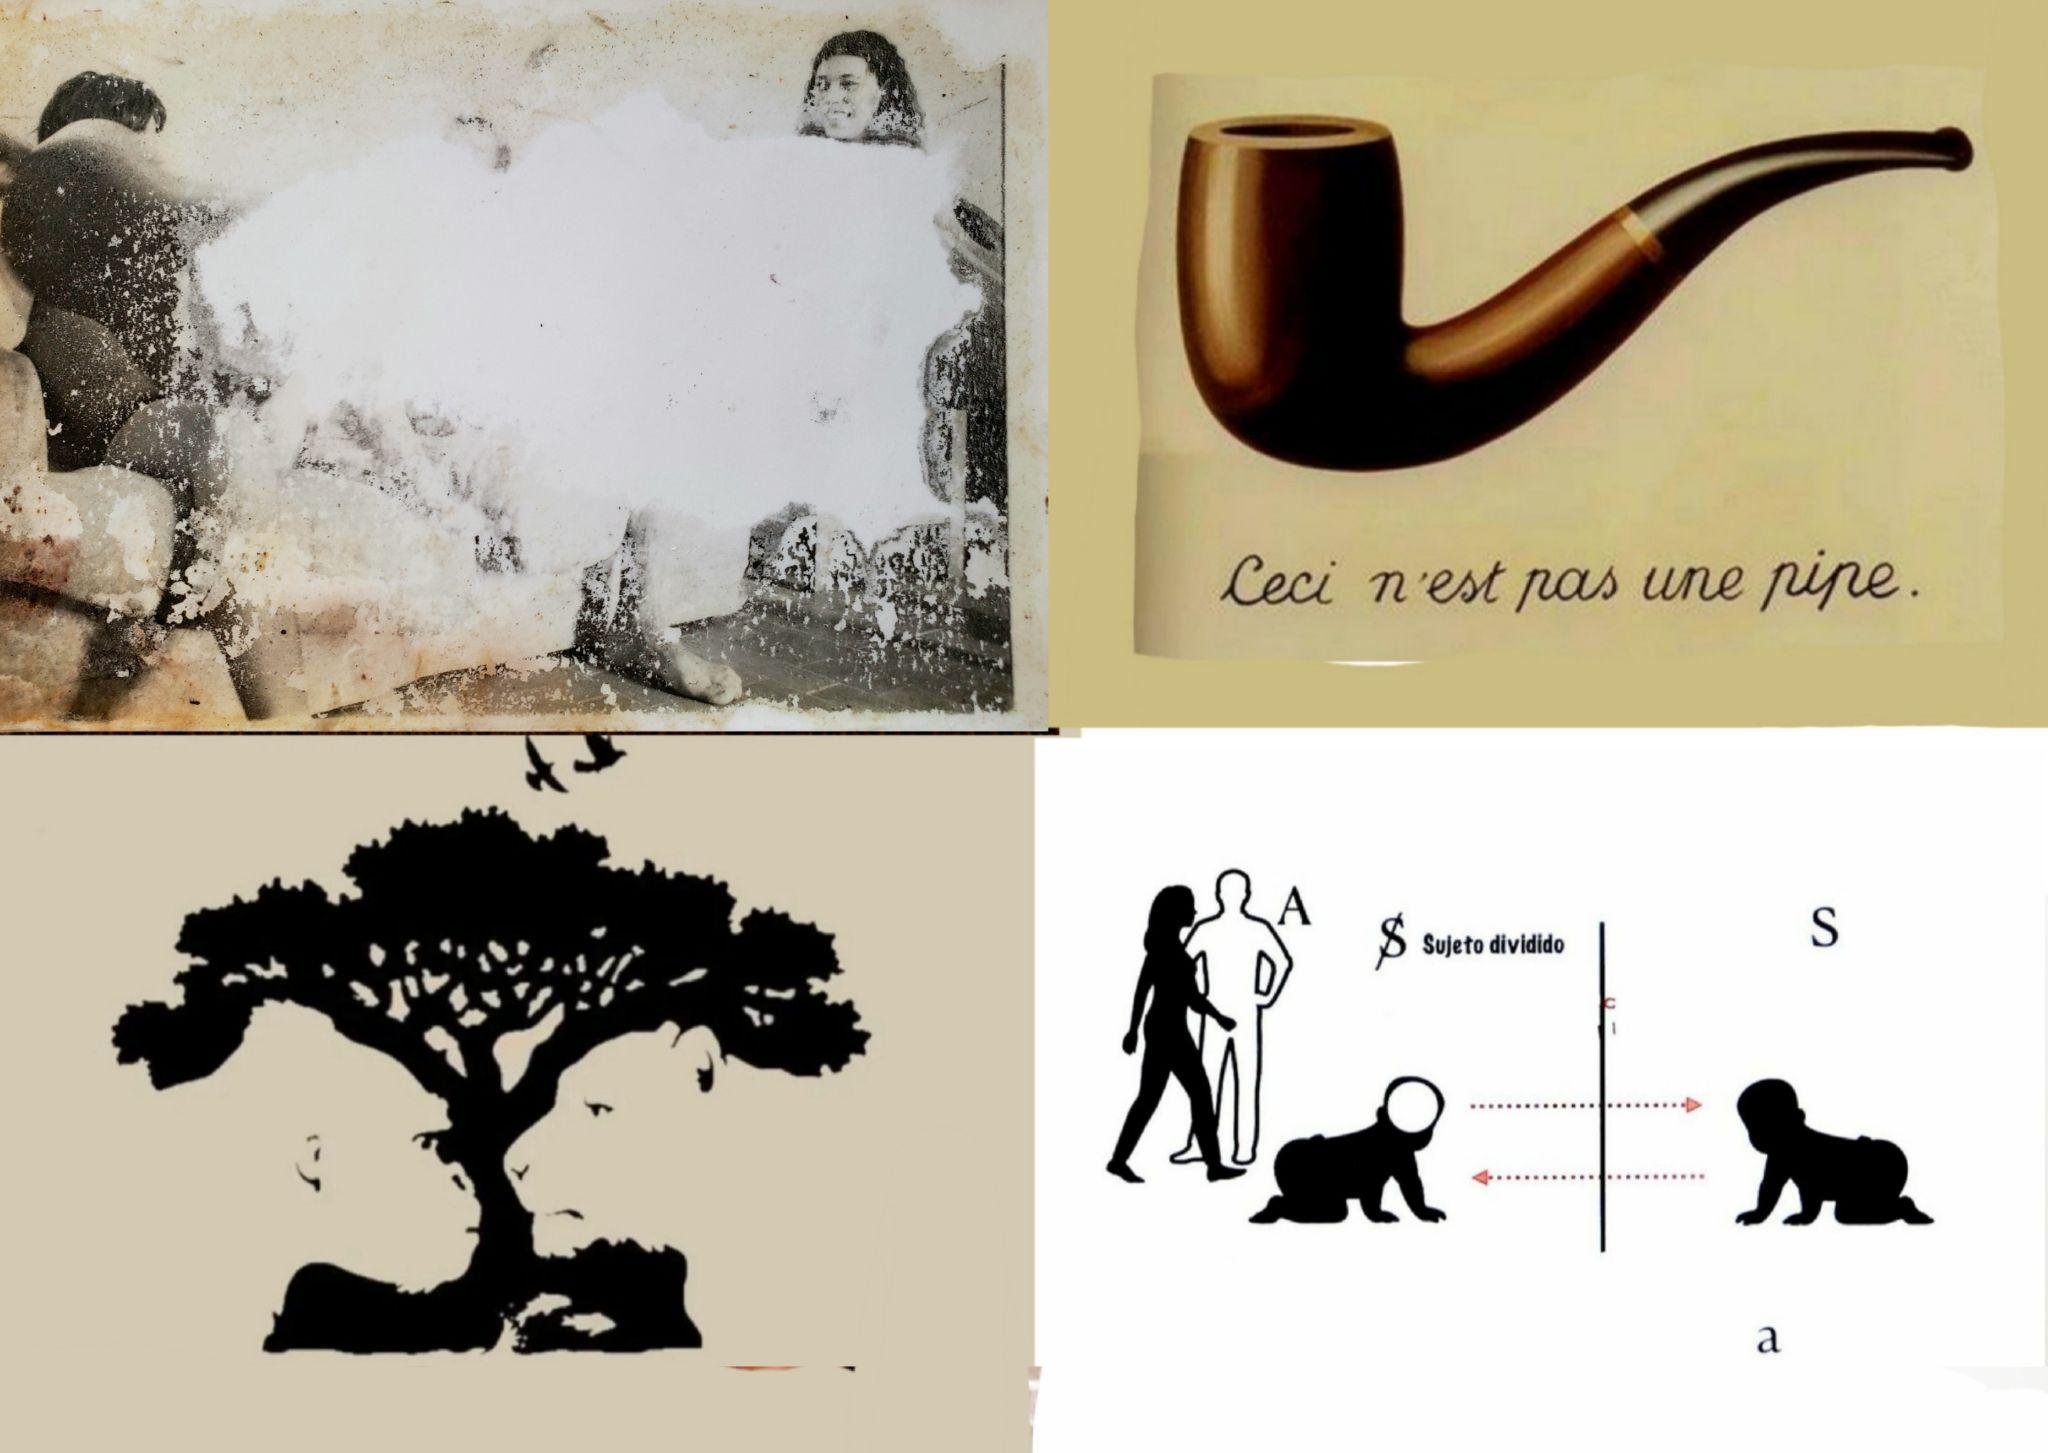 Ceci n'est pas une pipe.
A
$ Sujeto dividido
S
a